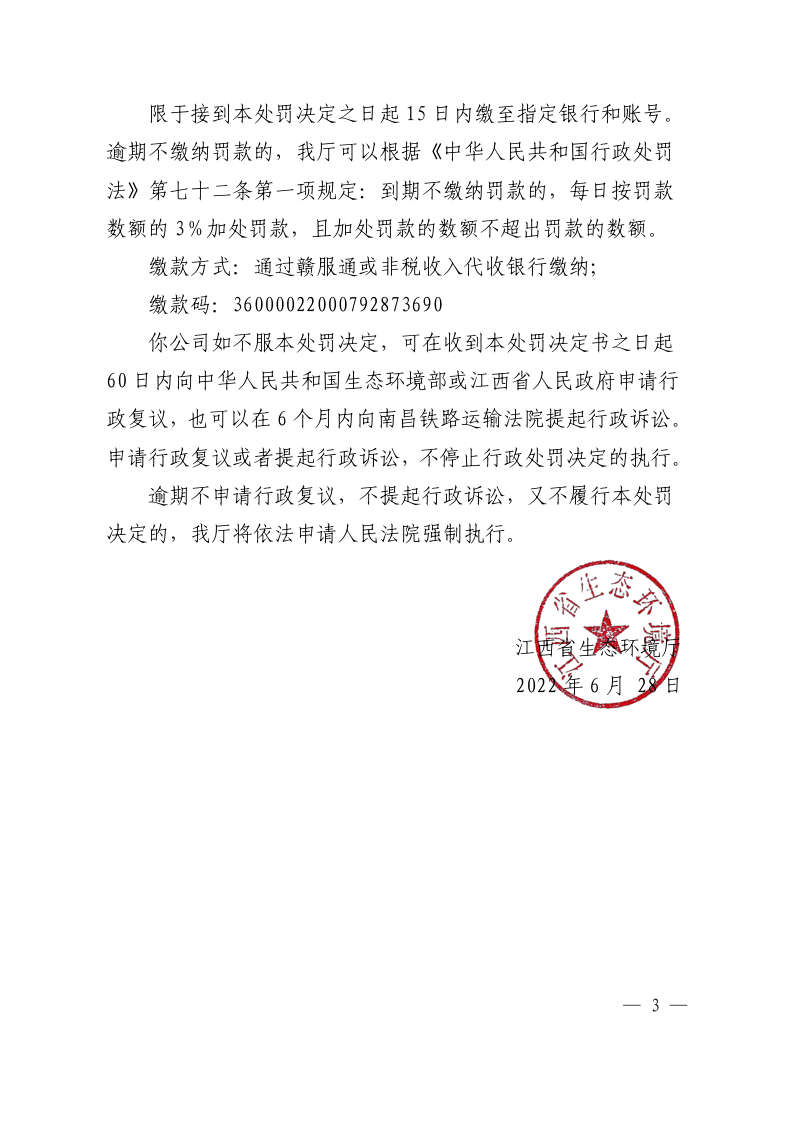 限于接到本处罚决定之日起 15 日内缴至指定银行和账号。
逾期不缴纳罚款的，我厅可以根据《中华人民共和国行政处罚
法》第七十二条第一项规定：到期不缴纳罚款的，每日按罚款
数额的 3%加处罚款，且加处罚款的数额不超出罚款的数额。
缴款方式：通过赣服通或非税收入代收银行缴纳；
缴款码：36000022000792873690
你公司如不服本处罚决定，可在收到本处罚决定书之日起
60 日内向中华人民共和国生态环境部或江西省人民政府申请行
政复议，也可以在 6 个月内向南昌铁路运输法院提起行政诉讼。
申请行政复议或者提起行政诉讼，不停止行政处罚决定的执行。
逾期不申请行政复议，不提起行政诉讼，又不履行本处罚
决定的，我厅将依法申请人民法院强制执行。
江西省生态环境厅
江西省生态环境厅
2022 年 6 月 28 日
— 3 —